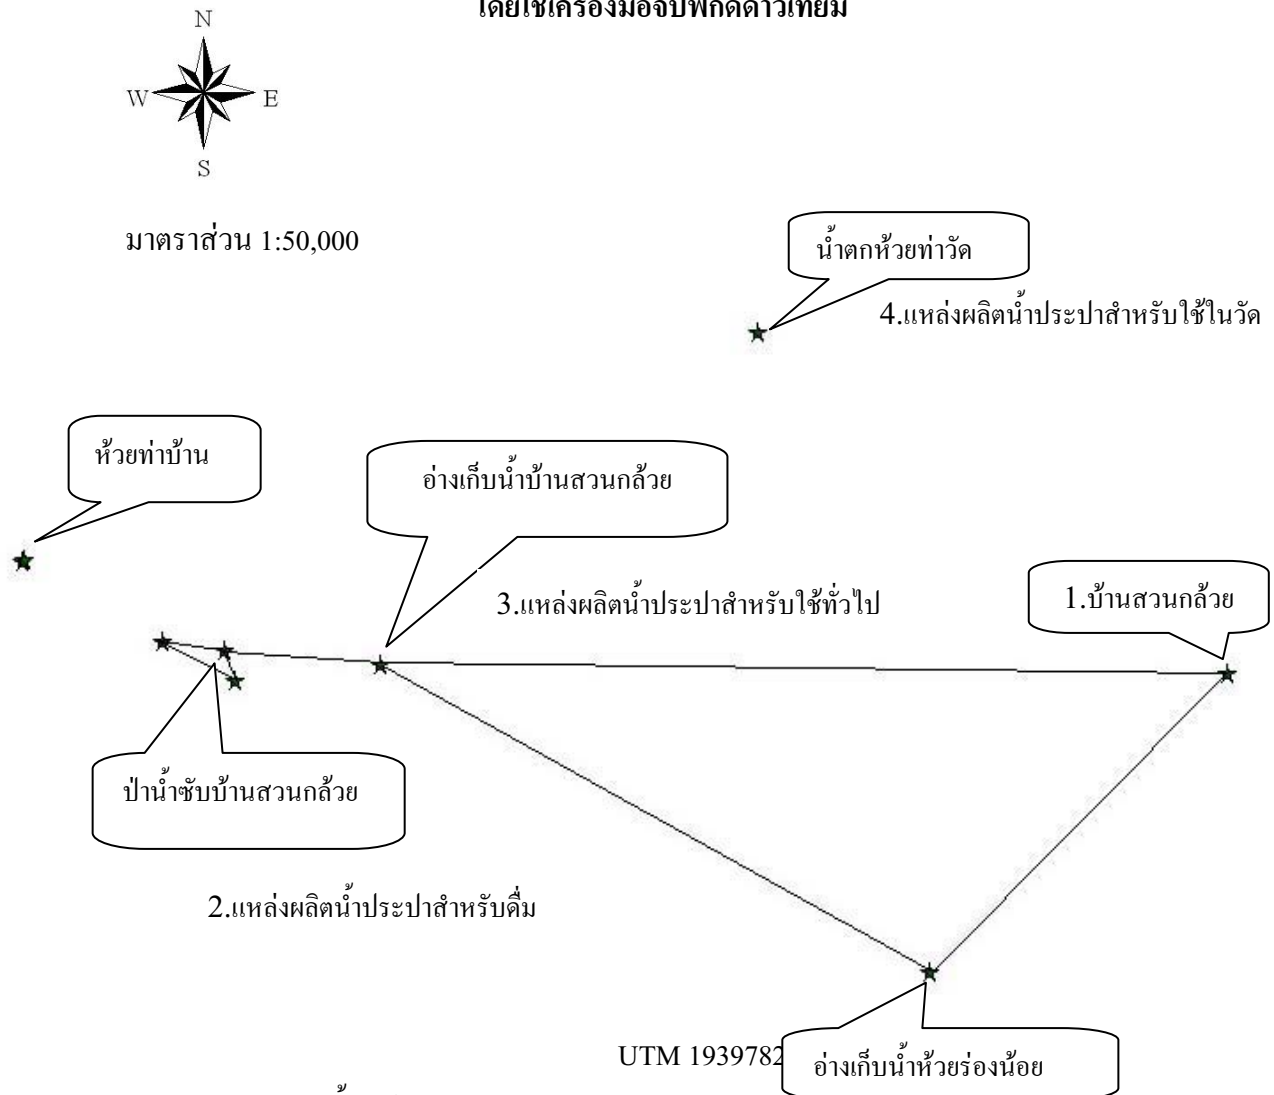 โดยใช้เครื่องมือจับพิกัดดาวเทียม
N
W E
S
มาตราส่วน 1:50,000
น้ำตกห้วยท่าวัด
4.แหล่งผลิตน้ำประปาสำหรับใช้ในวัด
ห้วยท่าบ้าน
อ่างเก็บน้ำบ้านสวนกล้วย
3.แหล่งผลิตน้ำประปาสำหรับใช้ทั่วไป
1.บ้านสวนกล้วย
ป่าน้ำซับบ้านสวนกล้วย
2.แหล่งผลิตน้ำประปาสำหรับดื่ม
UTM 1939782
อ่างเก็บน้ำห้วยร่องน้อย